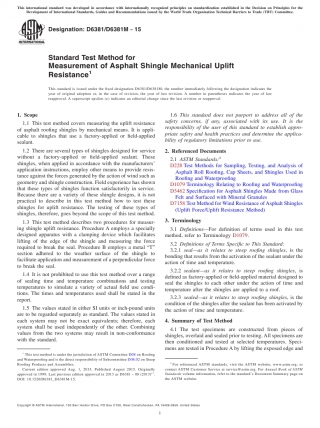 This international standard was developed in accordance with internationally recognized principles on standardization established in the Decision on Principles for the
Development of International Standards, Guides and Recommendations issued by the World Trade Organization Technical Barriers to Trade (TBT) Committee.
Designation: D6381/D6381M − 15
INTERNATIONAL
Standard Test Method for
Measurement of Asphalt Shingle Mechanical Uplift
Resistance1
This standard is issued under the fixed designation D6381/D6381M; the number immediately following the designation indicates the
year of original adoption or, in the case of revision, the year of last revision. A number in parentheses indicates the year of last
reapproval. A superscript epsilon (ε) indicates an editorial change since the last revision or reapproval.
1. Scope
1.1 This test method covers measuring the uplift resistance
of asphalt roofing shingles by mechanical means. It is appli-
cable to shingles that use a factory-applied or field-applied
sealant.
1.2 There are several types of shingles designed for service
without a factory-applied or field-applied sealant. These
shingles, when applied in accordance with the manufacturers'
application instructions, employ other means to provide resis-
tance against the forces generated by the action of wind such as
geometry and shingle construction. Field experience has shown
that these types of shingles function satisfactorily in service.
Because there are a variety of these shingle designs, it is not
practical to describe in this test method how to test these
shingles for uplift resistance. The testing of these types of
shingles, therefore, goes beyond the scope of this test method.
1.3 This test method describes two procedures for measur-
ing shingle uplift resistance. Procedure A employs a specially
designed apparatus with a clamping device which facilitates
lifting of the edge of the shingle and measuring the force
required to break the seal. Procedure B employs a metal "T"
section adhered to the weather surface of the shingle to
facilitate application and measurement of a perpendicular force
to break the seal.
1.4 It is not prohibited to use this test method over a range
of sealing time and temperature combinations and testing
temperatures to simulate a variety of actual field use condi-
tions. The times and temperatures used shall be stated in the
report.
1.5 The values stated in either SI units or inch-pound units
are to be regarded separately as standard. The values stated in
each system may not be exact equivalents; therefore, each
system shall be used independently of the other. Combining
values from the two systems may result in non-conformance
with the standard.
1 This test method is under the jurisdiction of ASTM Committee D08 on Roofing
and Waterproofing and is the direct responsibility of Subcommittee D08.02 on Steep
Roofing Products and Assemblies.
Current edition approved Aug. 1, 2015. Published August 2015. Originally
approved in 1999. Last previous edition approved in 2013 as D6381 – 08 (2013)
DOI: 10.1520/D6381_D6381M-15.
1.6 This standard does not purport to address all of the
safety concerns, if any, associated with its use. It is the
responsibility of the user of this standard to establish appro-
priate safety and health practices and determine the applica-
bility of regulatory limitations prior to use.
2. Referenced Documents
2.1 ASTM Standards:2
D228 Test Methods for Sampling, Testing, and Analysis of
Asphalt Roll Roofing, Cap Sheets, and Shingles Used in
Roofing and Waterproofing
D1079 Terminology Relating to Roofing and Waterproofing
D3462 Specification for Asphalt Shingles Made from Glass
Felt and Surfaced with Mineral Granules
D7158 Test Method for Wind Resistance of Asphalt Shingles
(Uplift Force/Uplift Resistance Method)
3. Terminology
3.1 Definitions—For definition of terms used in this test
method, refer to Terminology D1079.
3.2 Definitions of Terms Specific to This Standard:
3.2.1 seal—as it relates to steep roofing shingles, is the
bonding that results from the activation of the sealant under the
action of time and temperature.
3.2.2 sealant—as it relates to steep roofing shingles, is
defined as factory-applied or field-applied material designed to
seal the shingles to each other under the action of time and
temperature after the shingles are applied to a roof.
3.2.3 sealed—as it relates to steep roofing shingles, is the
condition of the shingles after the sealant has been activated by
the action of time and temperature.
4. Summary of Test Method
4.1 The test specimens are constructed from pieces of
shingles, overlaid and sealed prior to testing. All specimens are
then conditioned and tested at selected temperatures. Speci-
mens are tested in Procedure A by lifting the exposed edge and
2 For referenced ASTM standards, visit the ASTM website, www.astm.org, or
contact ASTM Customer Service at service@astm.org. For Annual Book of ASTM
Standards volume information, refer to the standard's Document Summary page on
the ASTM website.
Copyright © ASTM International, 100 Barr Harbor Drive, PO Box C700, West Conshohocken, PA 19428-2959. United States
1